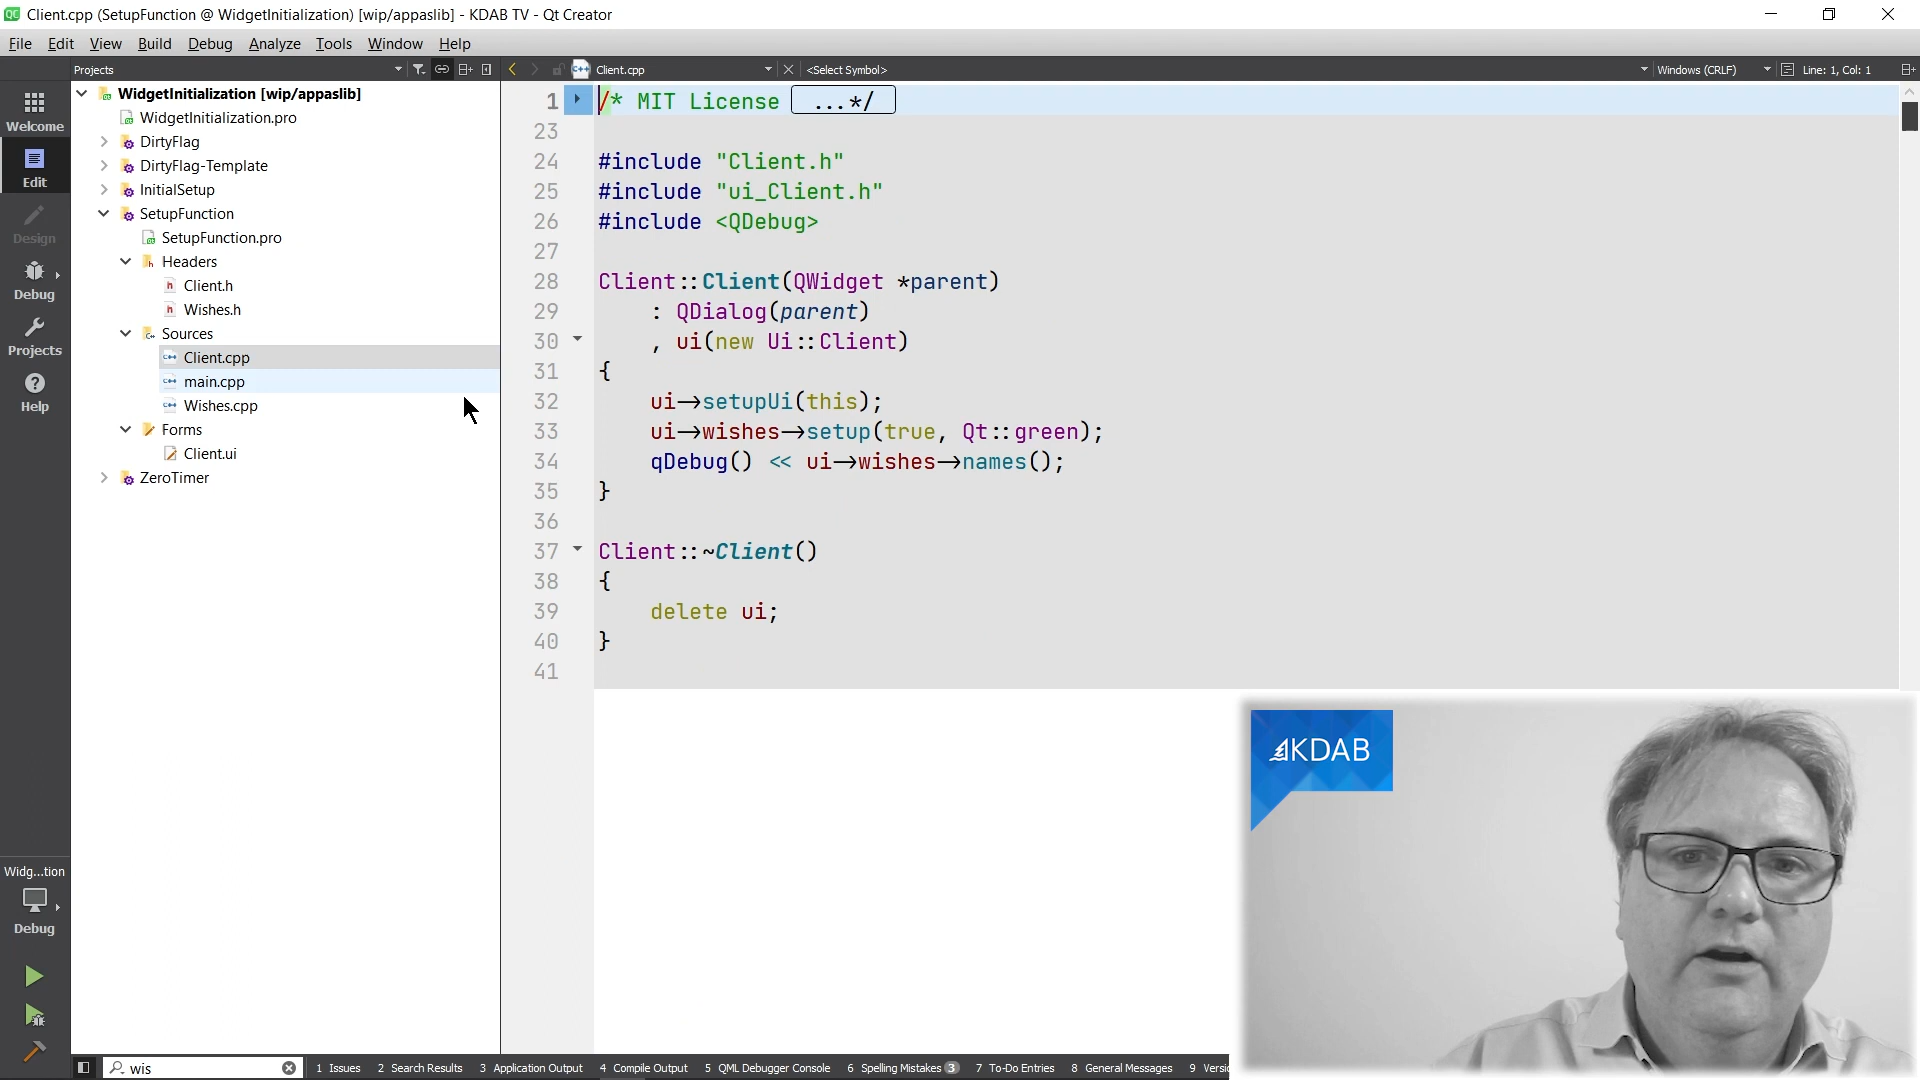 Client.cpp (SetupFunction @ WidgetInitialization) [wip/appaslib] - KDAB TV - Qt Creator
File Edit View Build Debug Analyze Tools Window Help
Projects
Client.cpp
<Select Symbol>
Windows (CRLF)
Line: 1, Col: 1
Welcome
Edit
Design
Debug
Projects
Help
Widg...tion
Debug
WidgetInitialization [wip/appaslib]
WidgetInitialization.pro
DirtyFlag
DirtyFlag-Template
InitialSetup
SetupFunction
SetupFunction.pro
Headers
Client.h
Wishes.h
Sources
Client.cpp
main.cpp
Wishes.cpp
Forms
Client.ui
ZeroTimer
1 /* MIT License ...*/
23
24 #include "Client.h"
25 #include "ui_Client.h"
26 #include <QDebug>
27
28 Client::Client(QWidget *parent)
29     : QDialog(parent)
30     , ui(new Ui::Client)
31 {
32     ui->setupUi(this);
33     ui->wishes->setup(true, Qt::green);
34     qDebug() << ui->wishes->names();
35 }
36
37 Client::~Client()
38 {
39     delete ui;
40 }
41
KDAB
wis
1 Issues 2 Search Results 3 Application Output 4 Compile Output 5 QML Debugger Console 6 Spelling Mistakes 3 7 To-Do Entries 8 General Messages 9